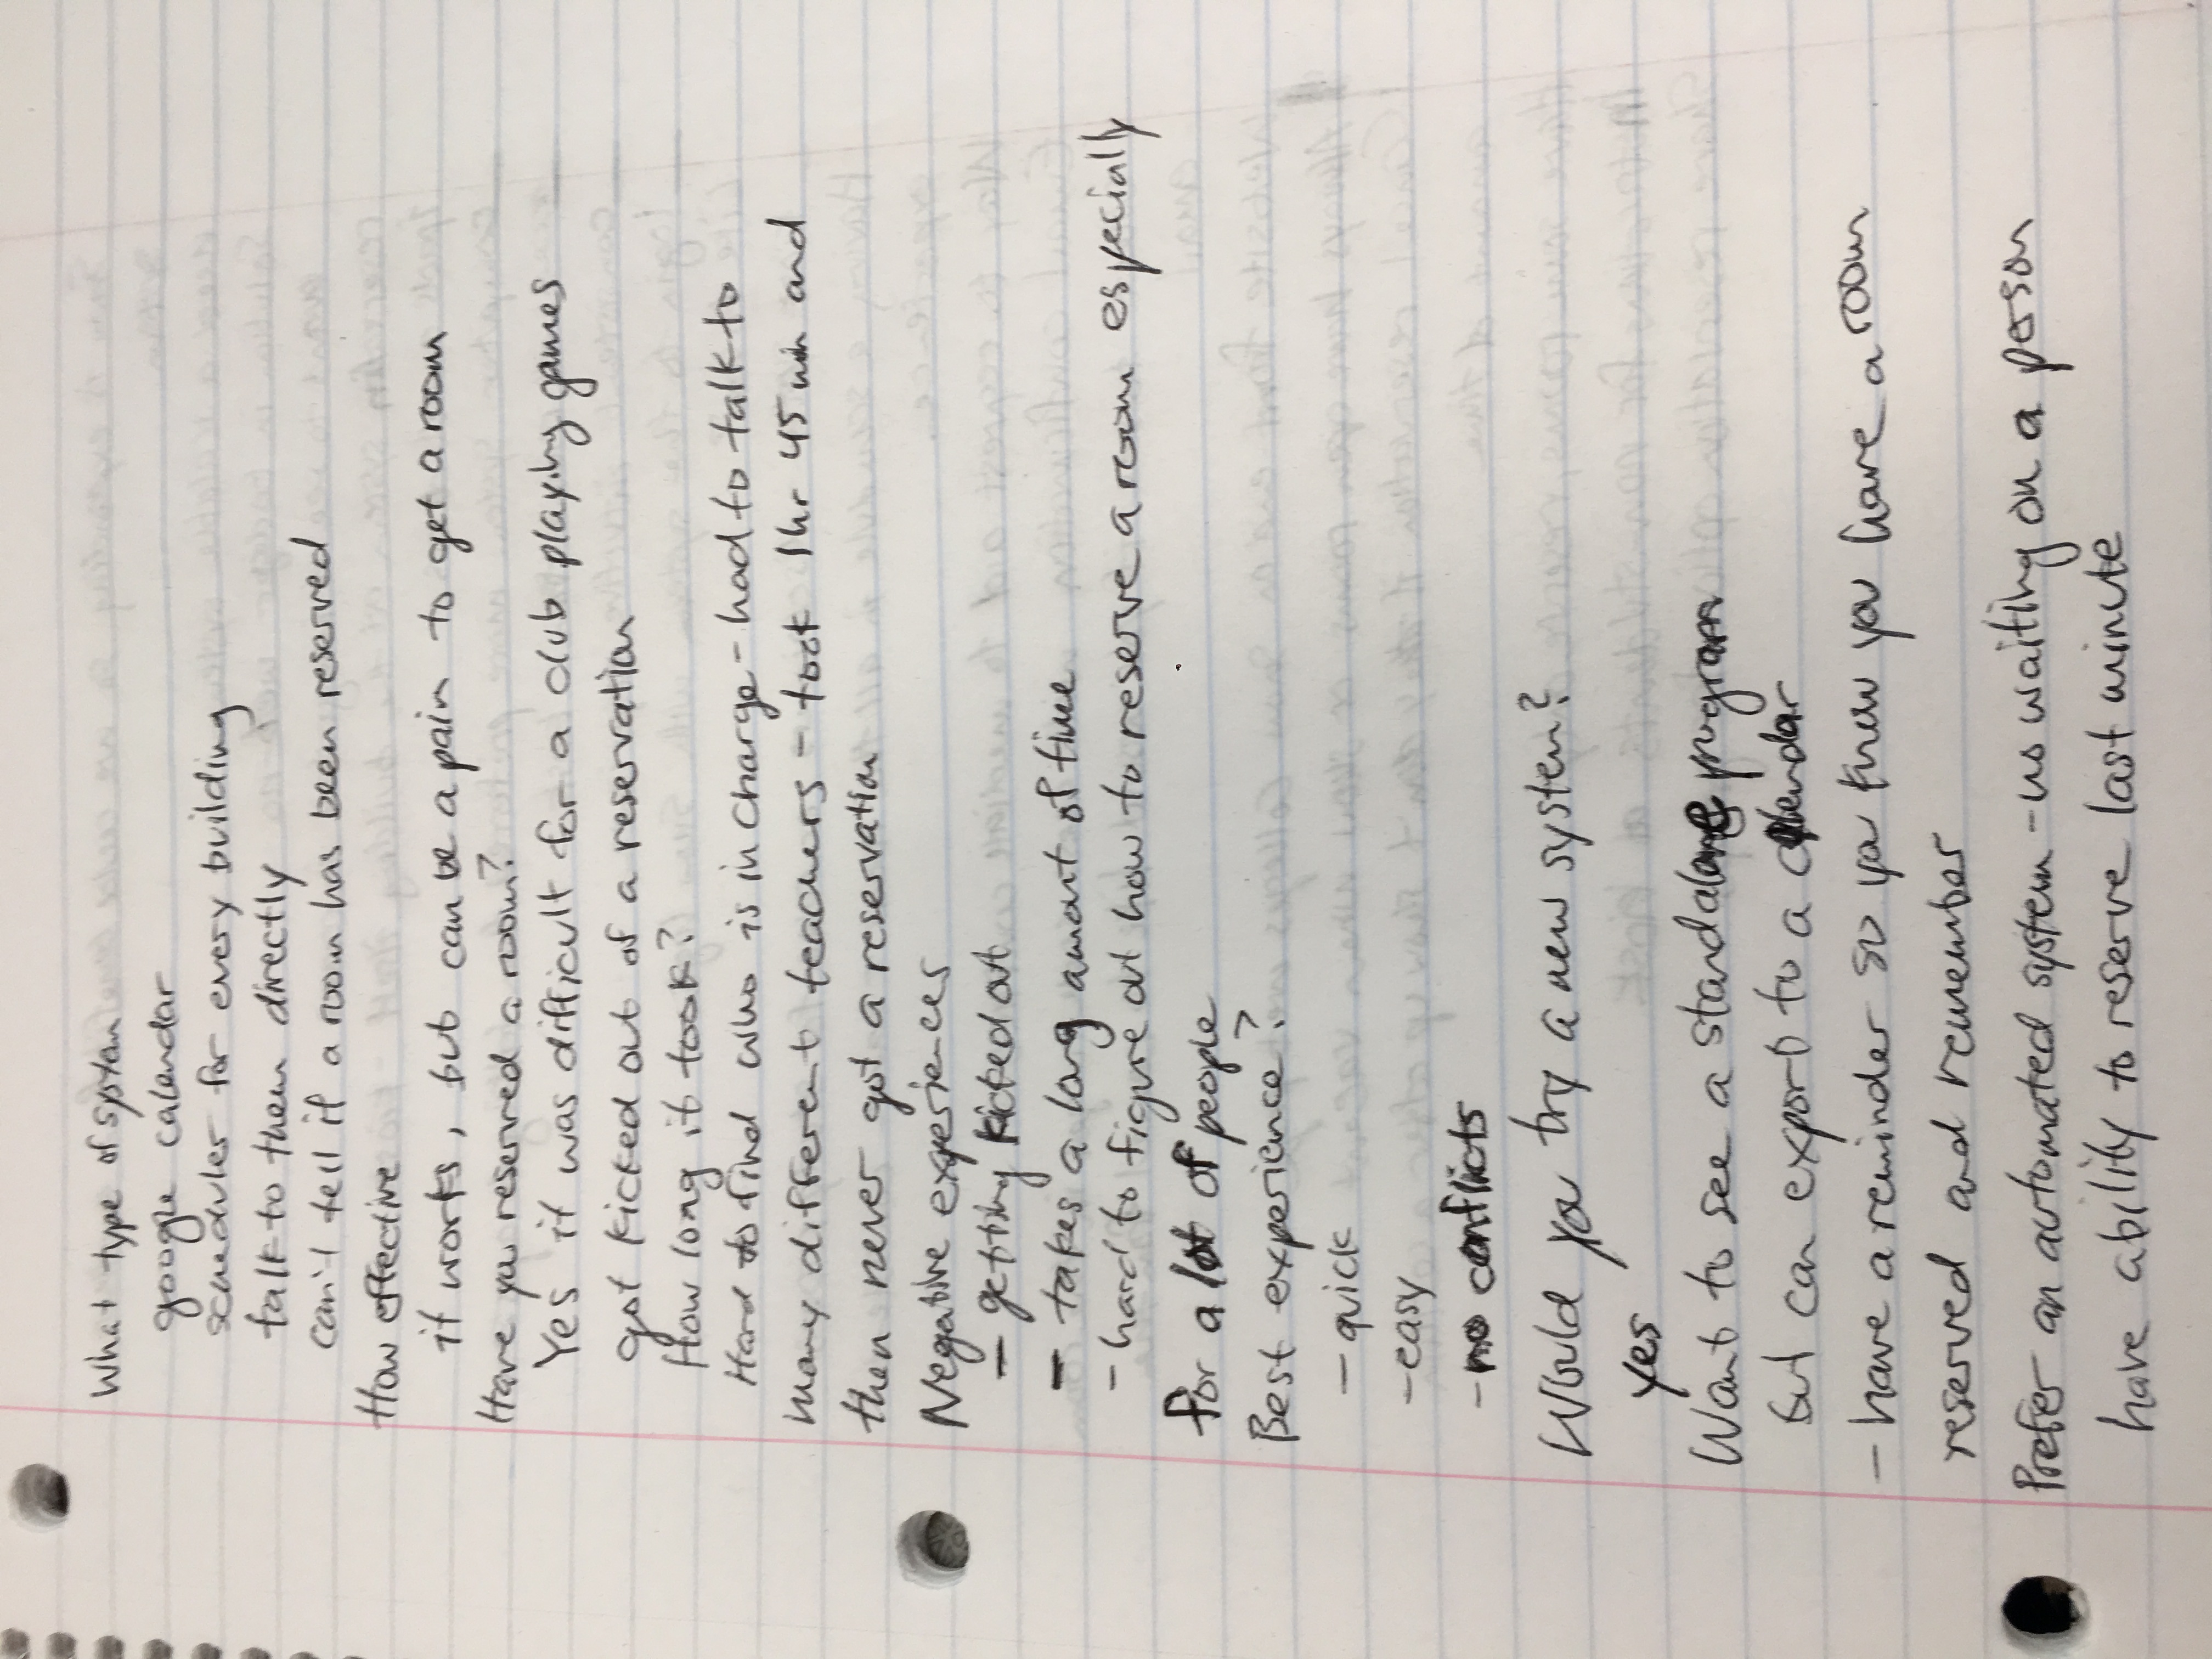 What type of system
google calendar
scheduler for every building
talk to them directly
can't tell if a room has been reserved
How effective
it works, but can be a pain to get a room
Have you reserved a room?
Yes it was difficult for a club playing games
got kicked out of a reservation
How long it took?
Hard to find who is in charge - had to talk to
many different teachers - took 1hr 45 min and
then never got a reservation
Negative experiences
- getting kicked out
- takes a long amount of time
- hard to figure out how to reserve a room especially
for a lot of people
Best experience?
- quick
- easy
- no conflicts
Would you try a new system?
yes
Want to see a standalone program
but can export to a calendar
- have a reminder so you know you have a room
reserved and remember
Prefer an automated system - no waiting on a person
have ability to reserve last minute